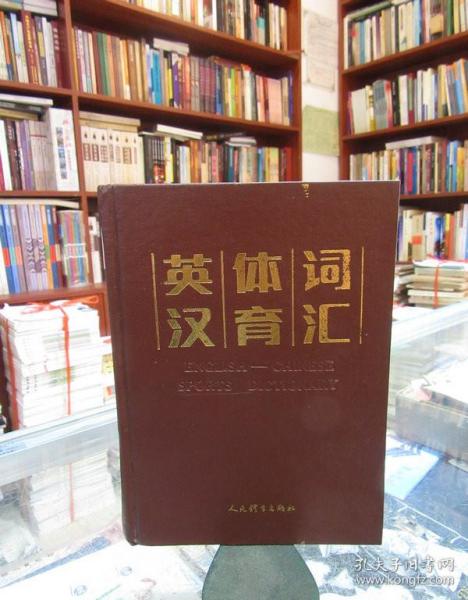 英 体 词
汉 育 汇
ENGLISH — CHINESE
SPORTS DICTIONARY
人民体育出版社
孔夫子旧书网
www.kongfz.com